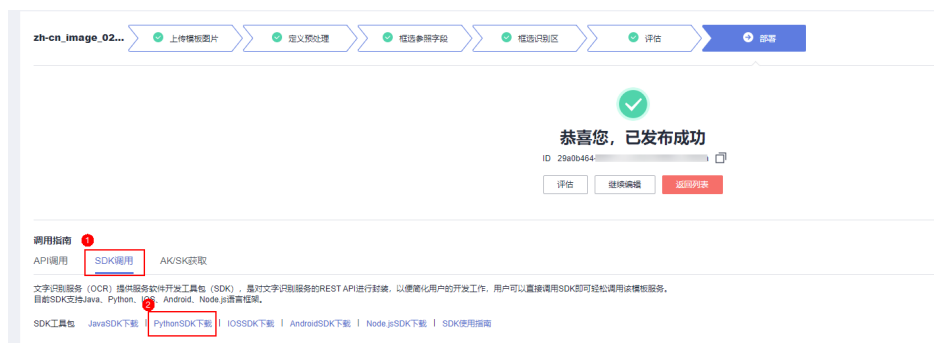 zh-cn_image_02... 上传模板图片 定义预处理 框选参照字段 框选识别区 评估 部署
恭喜您，已发布成功
ID 29a0b464-
评估 继续编辑 返回列表
调用指南 1
API调用 SDK调用 AK/SK获取
文字识别服务（OCR）提供服务软件开发工具包（SDK），是对文字识别服务的REST API进行封装，以便简化用户的开发工作，用户可以直接调用SDK即可轻松调用该模板服务。
目前SDK支持Java、Python、IOS、Android、Node.js语言框架。
2
SDK工具包 JavaSDK下载 | PythonSDK下载 | IOSSDK下载 | AndroidSDK下载 | Node.jsSDK下载 | SDK使用指南